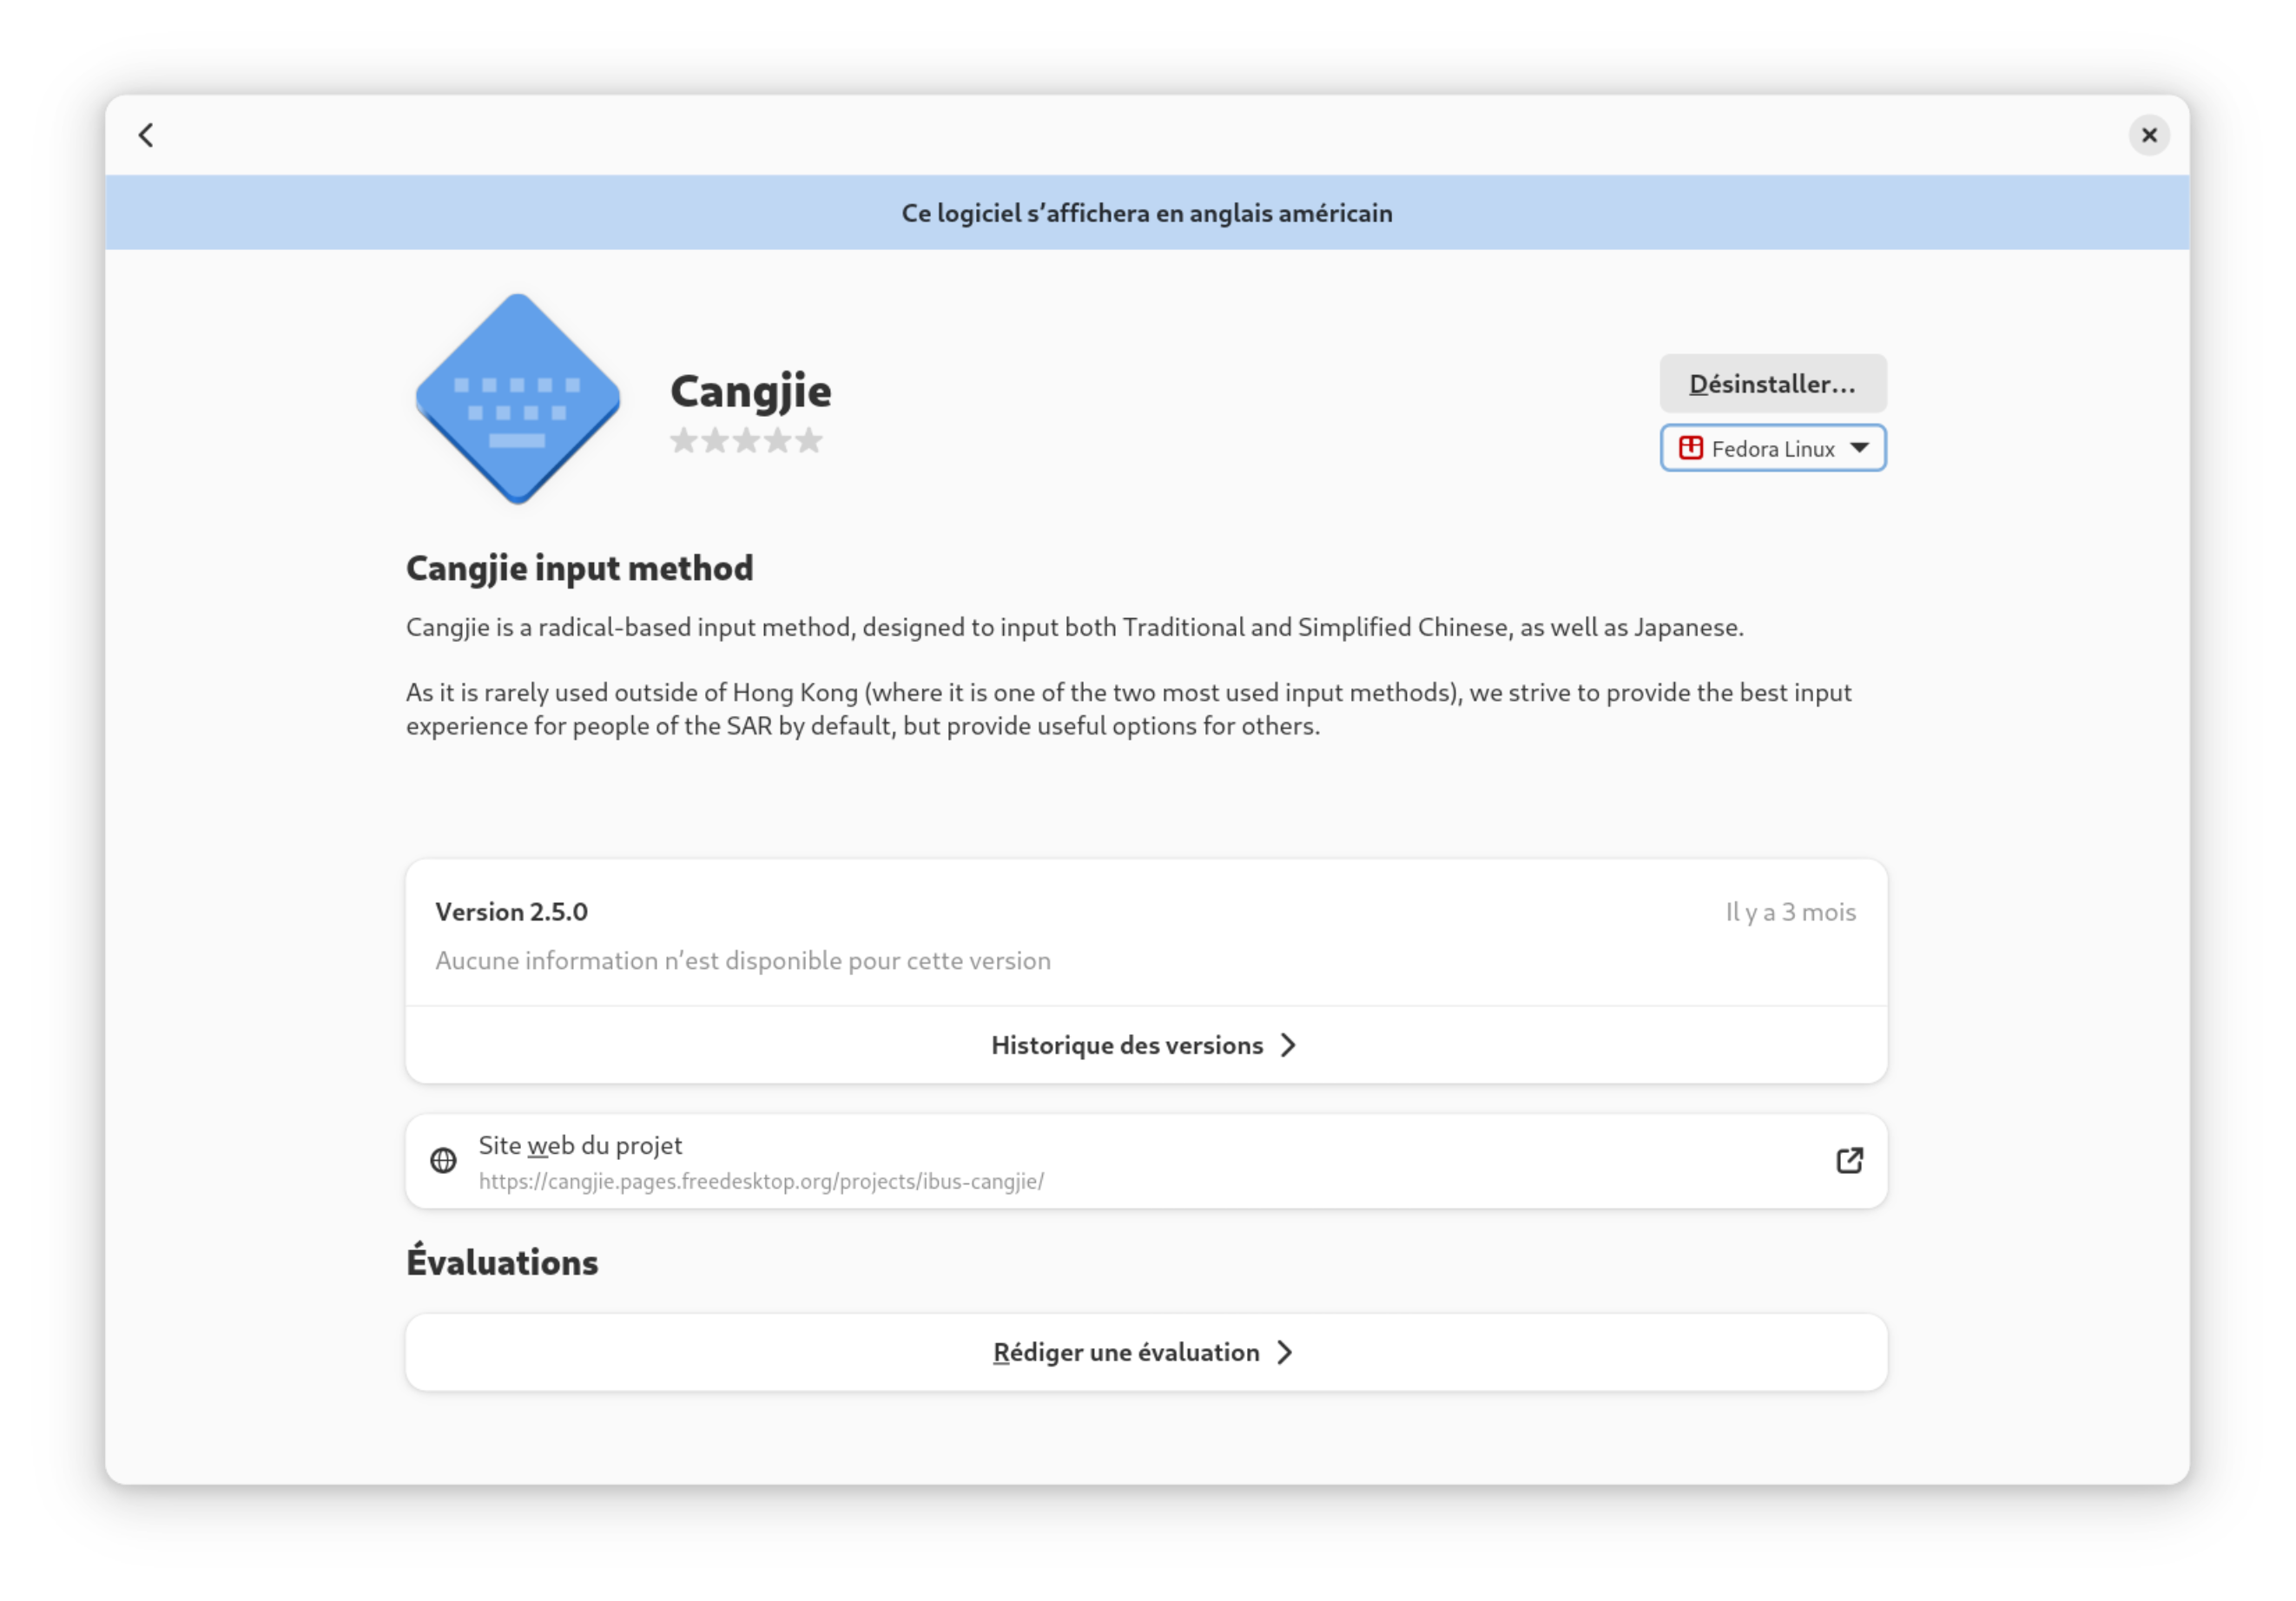 Ce logiciel s’affichera en anglais américain
Cangjie
Désinstaller…
Fedora Linux
Cangjie input method
Cangjie is a radical-based input method, designed to input both Traditional and Simplified Chinese, as well as Japanese.
As it is rarely used outside of Hong Kong (where it is one of the two most used input methods), we strive to provide the best input
experience for people of the SAR by default, but provide useful options for others.
Version 2.5.0
Il y a 3 mois
Aucune information n’est disponible pour cette version
Historique des versions
Site web du projet
https://cangjie.pages.freedesktop.org/projects/ibus-cangjie/
Évaluations
Rédiger une évaluation